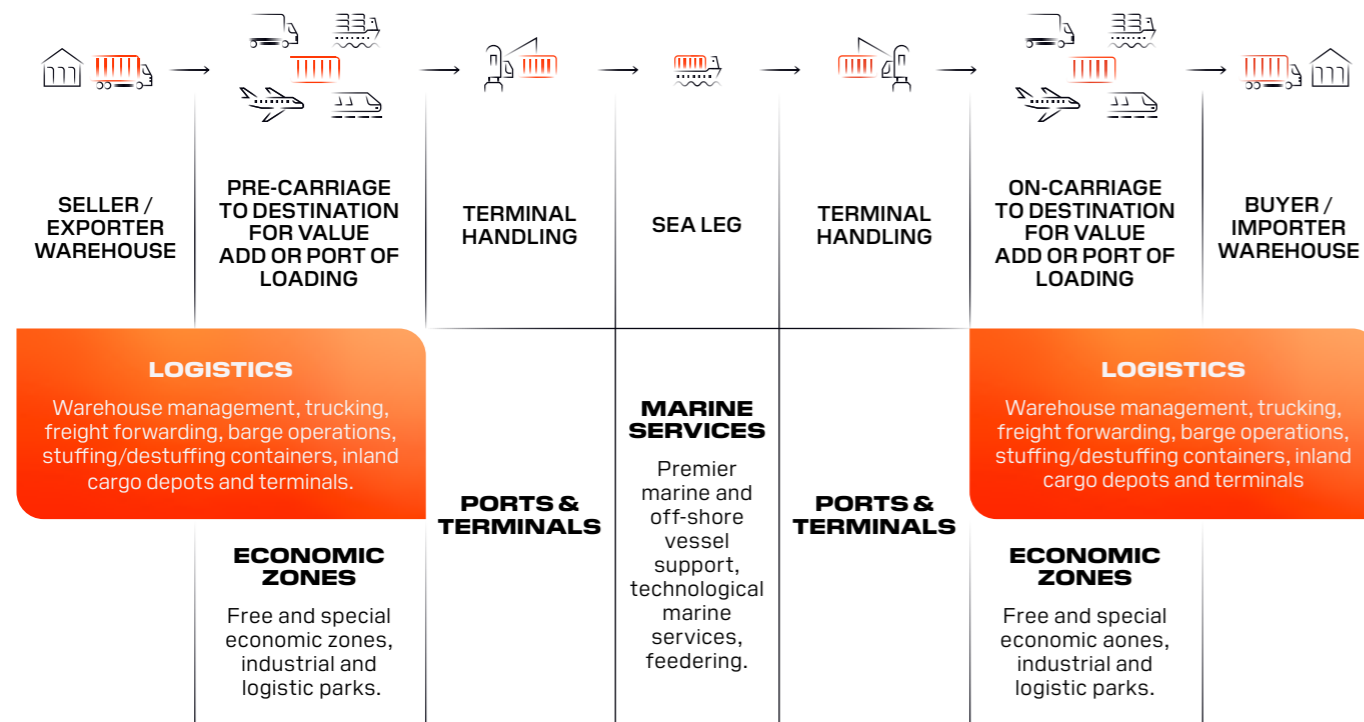 SELLER /
EXPORTER
WAREHOUSE
PRE-CARRIAGE
TO DESTINATION
FOR VALUE
ADD OR PORT OF
LOADING
TERMINAL
HANDLING
SEA LEG
TERMINAL
HANDLING
ON-CARRIAGE
TO DESTINATION
FOR VALUE
ADD OR PORT OF
LOADING
BUYER /
IMPORTER
WAREHOUSE
LOGISTICS
Warehouse management, trucking,
freight forwarding, barge operations,
stuffing/destuffing containers, inland
cargo depots and terminals.
ECONOMIC
ZONES
Free and special
economic zones,
industrial and
logistic parks.
PORTS &
TERMINALS
MARINE
SERVICES
Premier
marine and
off-shore
vessel
support,
technological
marine
services,
feedering.
PORTS &
TERMINALS
LOGISTICS
Warehouse management, trucking,
freight forwarding, barge operations,
stuffing/destuffing containers, inland
cargo depots and terminals
ECONOMIC
ZONES
Free and special
economic aones,
industrial and
logistic parks.